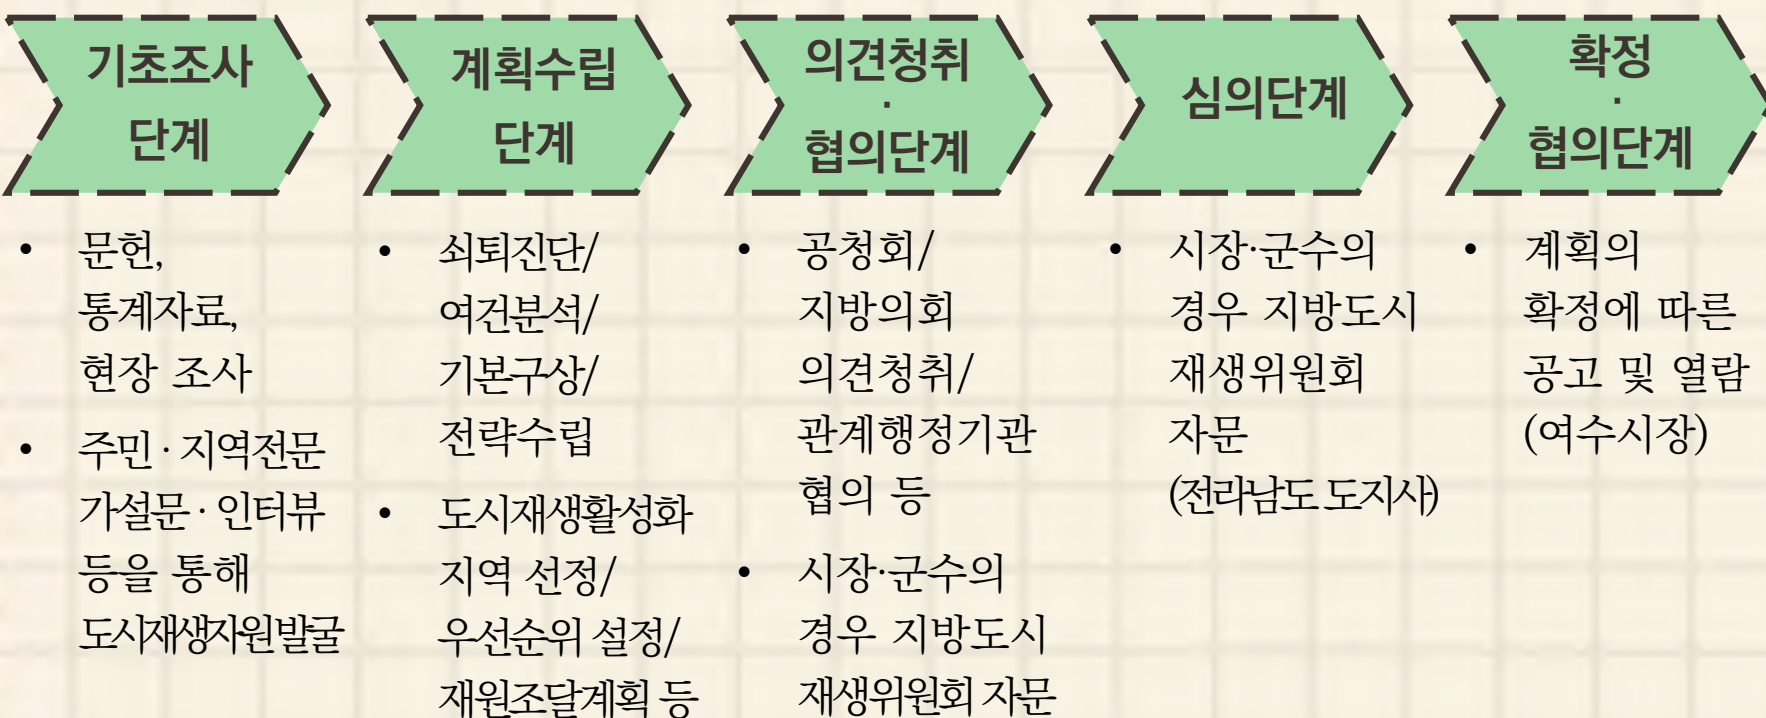 기초조사
단계
계획수립
단계
의견청취
·
협의단계
심의단계
확정
·
협의단계
• 문헌,
통계자료,
현장 조사
• 주민 · 지역전문
가설문 · 인터뷰
등을 통해
도시재생자원발굴
• 쇠퇴진단/
여건분석/
기본구상/
전략수립
• 도시재생활성화
지역 선정/
우선순위 설정/
재원조달계획 등
• 공청회/
지방의회
의견청취/
관계행정기관
협의 등
• 시장·군수의
경우 지방도시
재생위원회 자문
• 시장·군수의
경우 지방도시
재생위원회
자문
(전라남도 도지사)
• 계획의
확정에 따른
공고 및 열람
(여수시장)